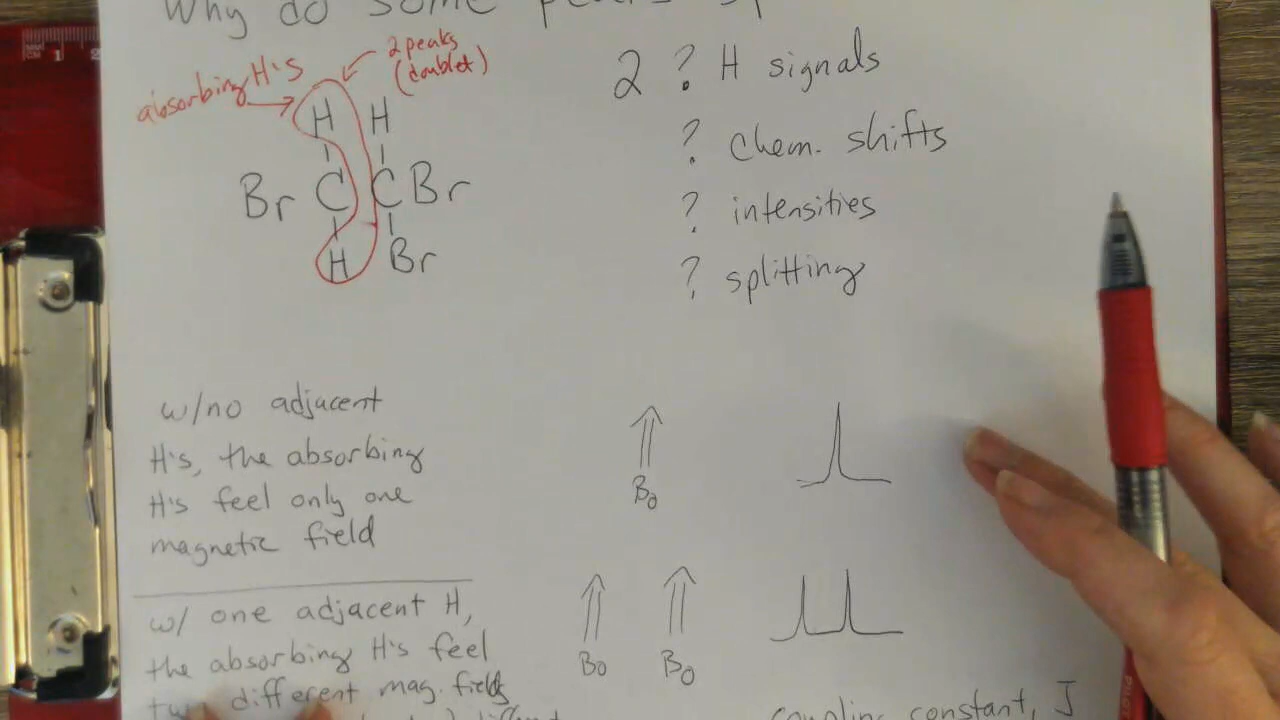 Why do some peaks
absorbing H's
2 peaks
(doublet)
H H
Br C C Br
H Br
2 ? H signals
? chem. shifts
? intensities
? splitting
w/no adjacent
H's, the absorbing
H's feel only one
magnetic field
B0
w/ one adjacent H,
the absorbing H's feel
two different mag. fields
B0 B0
coupling constant, J